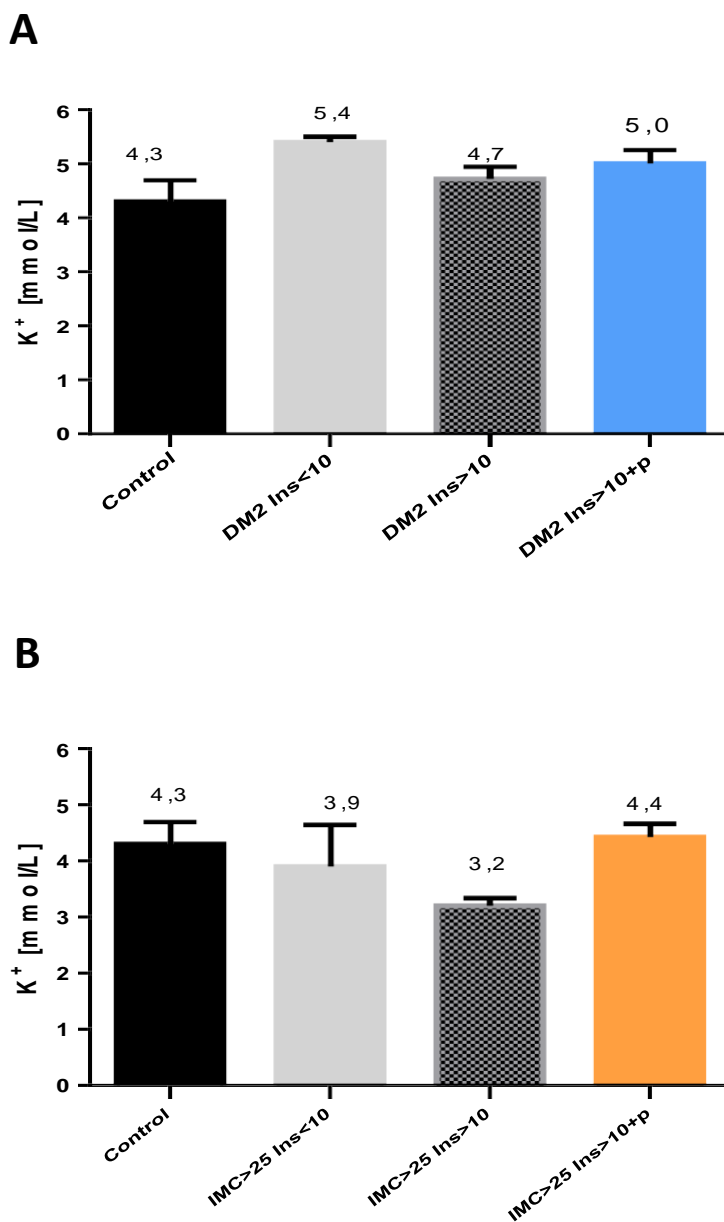 A
6
5
4
3
2
1
0
K+ [m m o l/L]
4 ,3
5 ,4
4 ,7
5 ,0
Control
DM2 Ins<10
DM2 Ins>10
DM2 Ins>10+p
B
6
5
4
3
2
1
0
K+ [m m o l/L]
4 ,3
3 ,9
3 ,2
4 ,4
Control
IMC>25 Ins<10
IMC>25 Ins>10
IMC>25 Ins>10+p